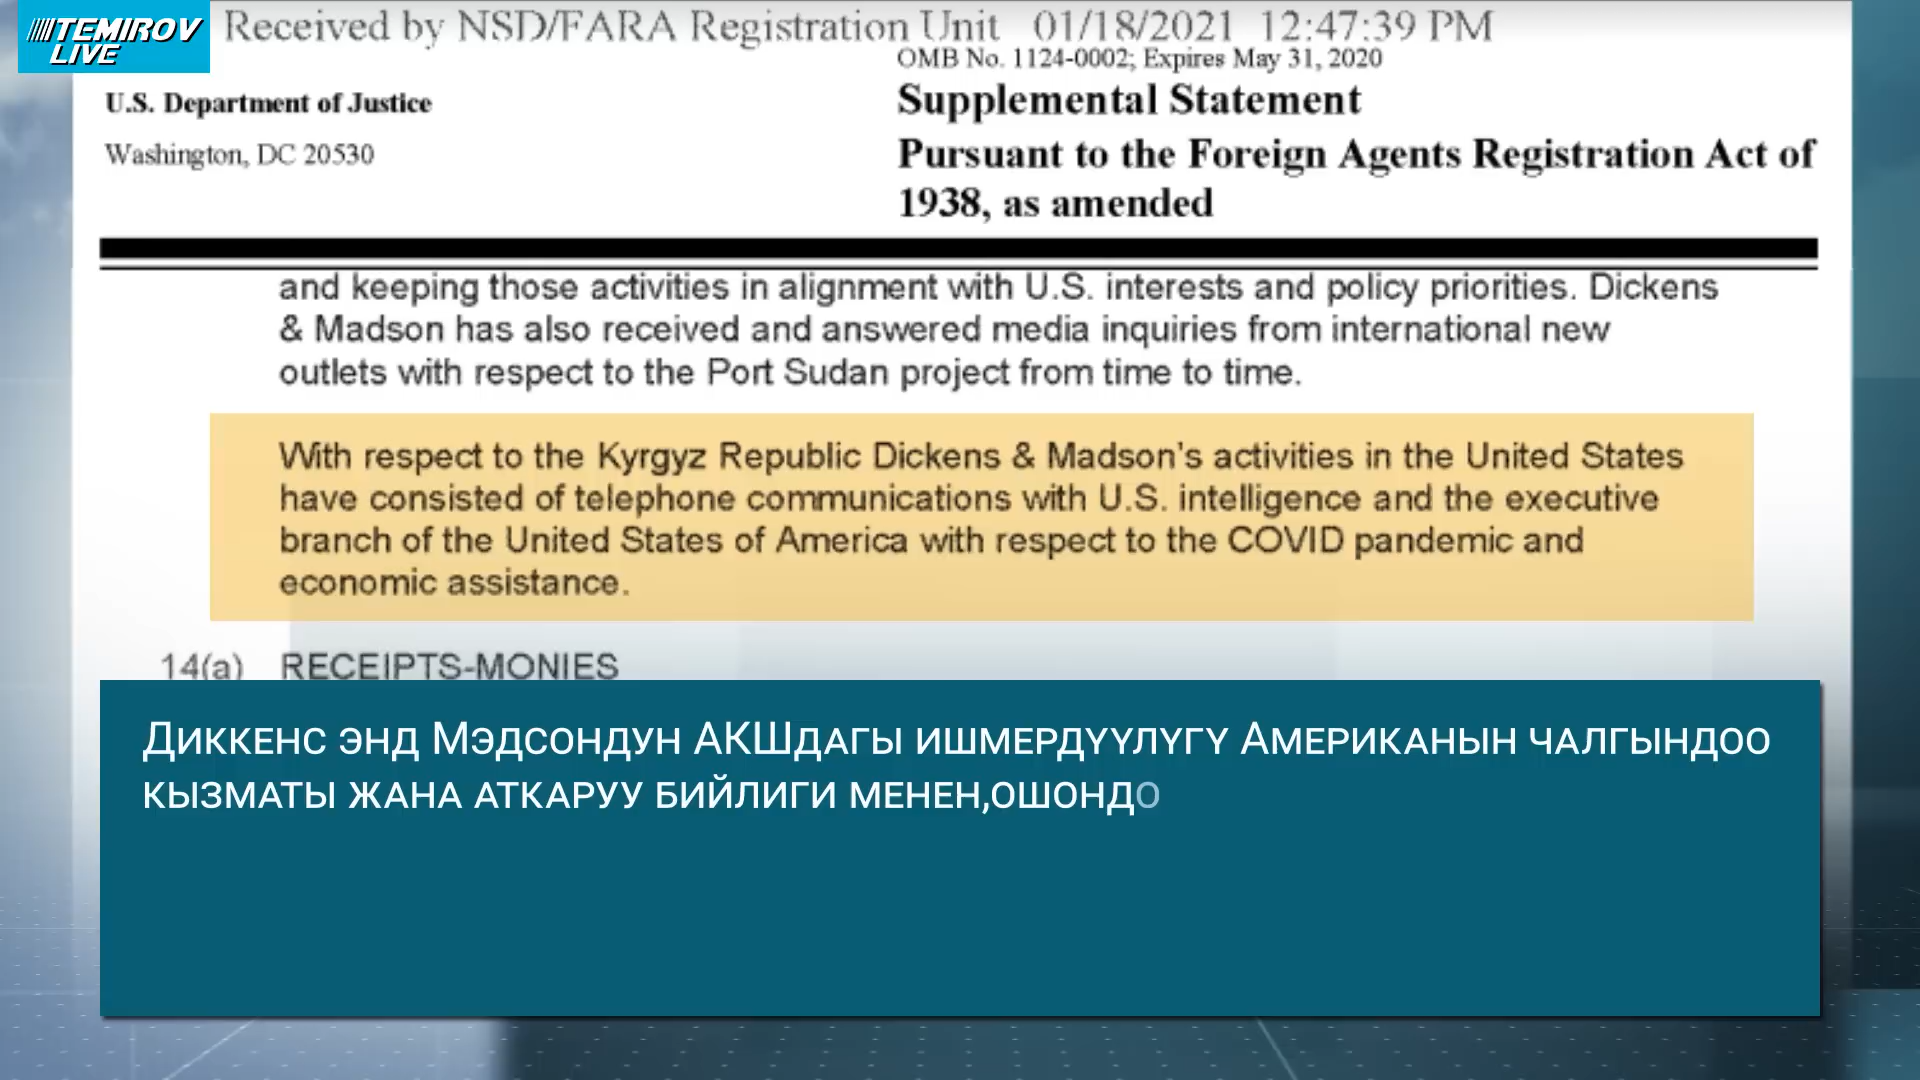 TEMIROV
LIVE
Received by NSD/FARA Registration Unit 01/18/2021 12:47:39 PM
OMB No. 1124-0002; Expires May 31, 2020
U.S. Department of Justice
Washington, DC 20530
Supplemental Statement
Pursuant to the Foreign Agents Registration Act of
1938, as amended
and keeping those activities in alignment with U.S. interests and policy priorities. Dickens
& Madson has also received and answered media inquiries from international new
outlets with respect to the Port Sudan project from time to time.
With respect to the Kyrgyz Republic Dickens & Madson's activities in the United States
have consisted of telephone communications with U.S. intelligence and the executive
branch of the United States of America with respect to the COVID pandemic and
economic assistance.
14(a) RECEIPTS-MONIES
Диккенс энд Мэдсондун АКШдагы ишмердүүлүгү Американын чалгындоо
кызматы жана аткаруу бийлиги менен,ошондо